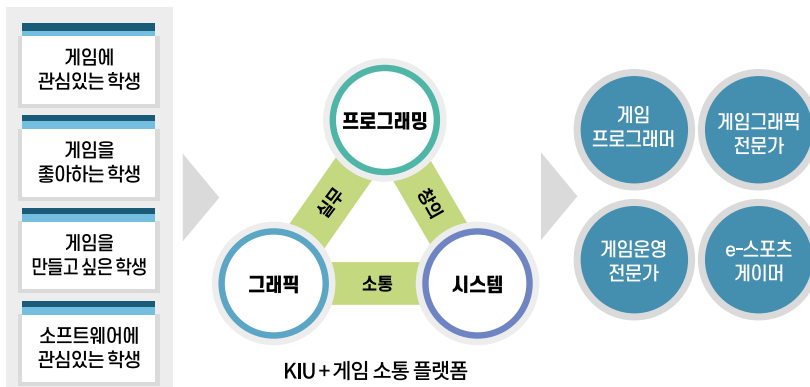 게임에
관심있는 학생
게임을
좋아하는 학생
게임을
만들고 싶은 학생
소프트웨어에
관심있는 학생
프로그래밍
실무
창의
그래픽
소통
시스템
KIU+게임 소통 플랫폼
게임
프로그래머
게임그래픽
전문가
게임운영
전문가
e-스포츠
게이머